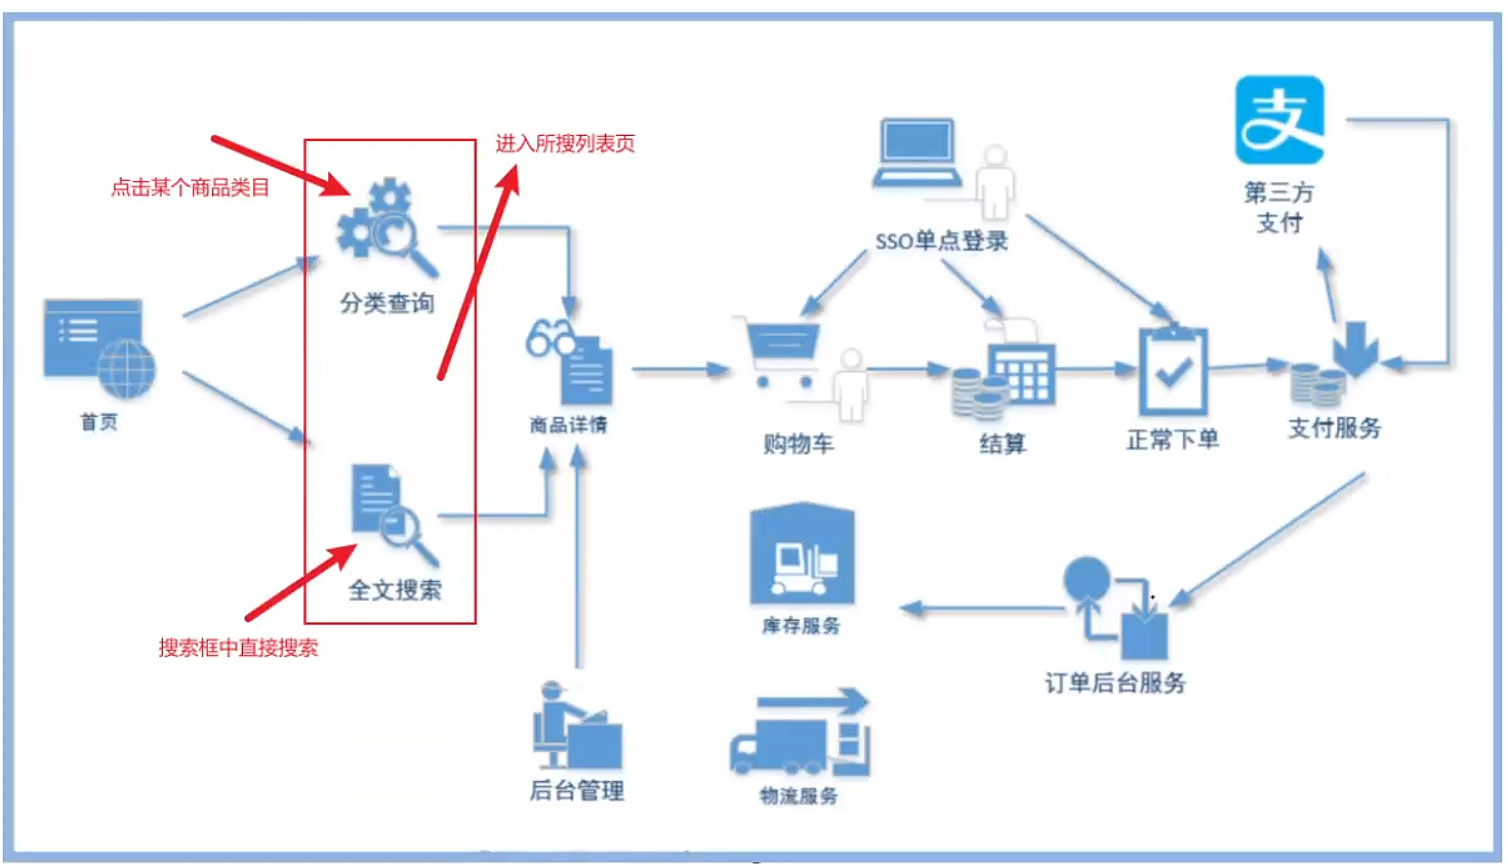 进入所搜列表页
点击某个商品类目
分类查询
首页
商品详情
全文搜索
搜索框中直接搜索
后台管理
SSO单点登录
购物车
结算
正常下单
支
第三方
支付
支付服务
库存服务
订单后台服务
物流服务